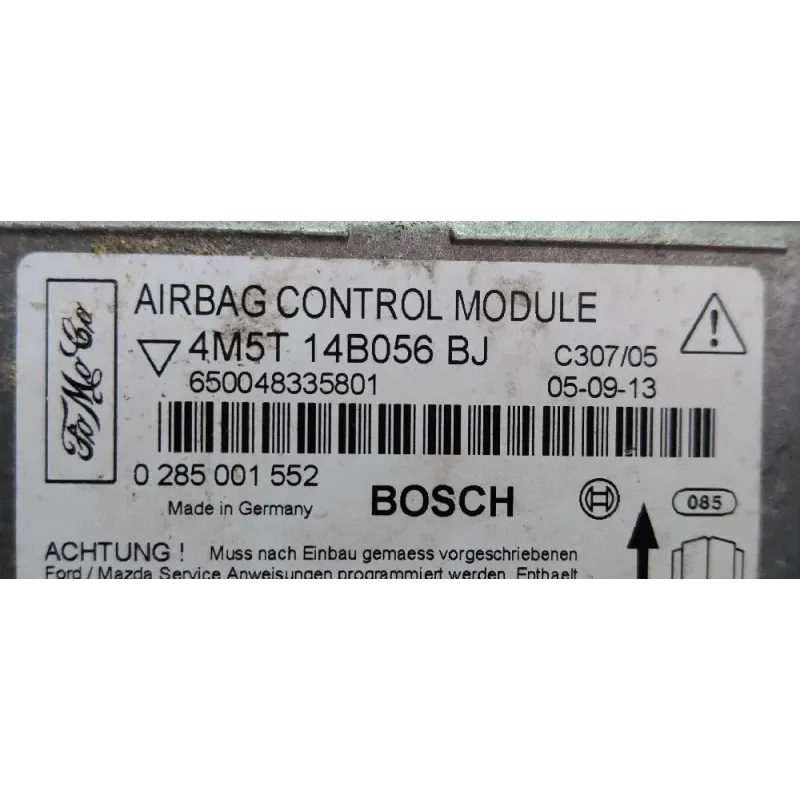 FoMoCo
AIRBAG CONTROL MODULE
4M5T 14B056 BJ C307/05
650048335801 05-09-13
0 285 001 552
Made in Germany BOSCH 085
ACHTUNG ! Muss nach Einbau gemaess vorgeschriebenen
Ford / Mazda Service Anweisungen programmiert werden. Enthaelt